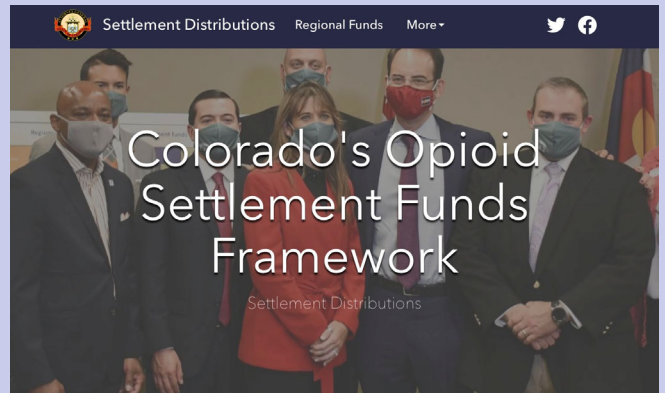 Settlement Distributions Regional Funds More
Colorado's Opioid
Settlement Funds
Framework
Settlement Distributions